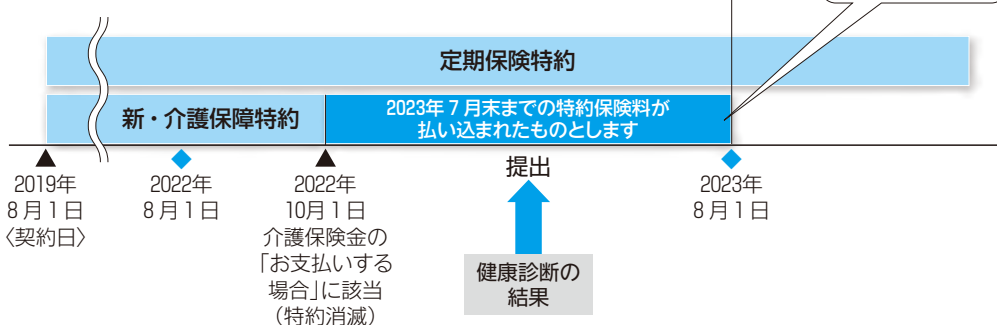 定期保険特約
新・介護保障特約
2023年7月末までの特約保険料が
払い込まれたものとします
2019年
8月1日
〈契約日〉
2022年
8月1日
2022年
10月1日
介護保険金の
「お支払いする
場合」に該当
(特約消滅)
提出
健康診断の
結果
2023年
8月1日